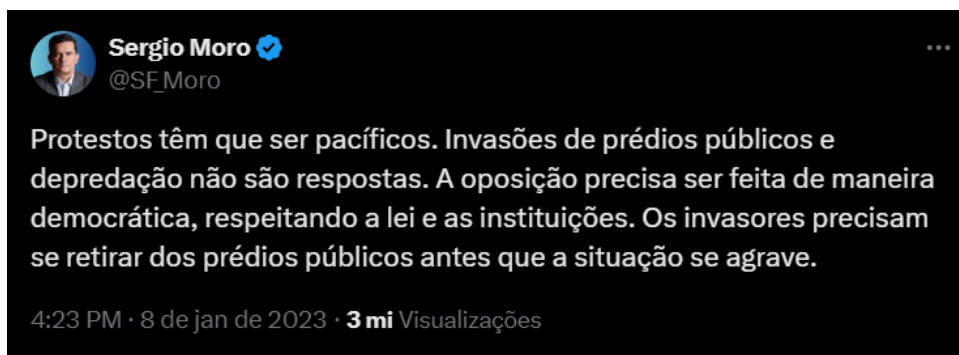 Sergio Moro
@SF_Moro
Protestos têm que ser pacíficos. Invasões de prédios públicos e
depredação não são respostas. A oposição precisa ser feita de maneira
democrática, respeitando a lei e as instituições. Os invasores precisam
se retirar dos prédios públicos antes que a situação se agrave.
4:23 PM · 8 de jan de 2023 · 3 mi Visualizações